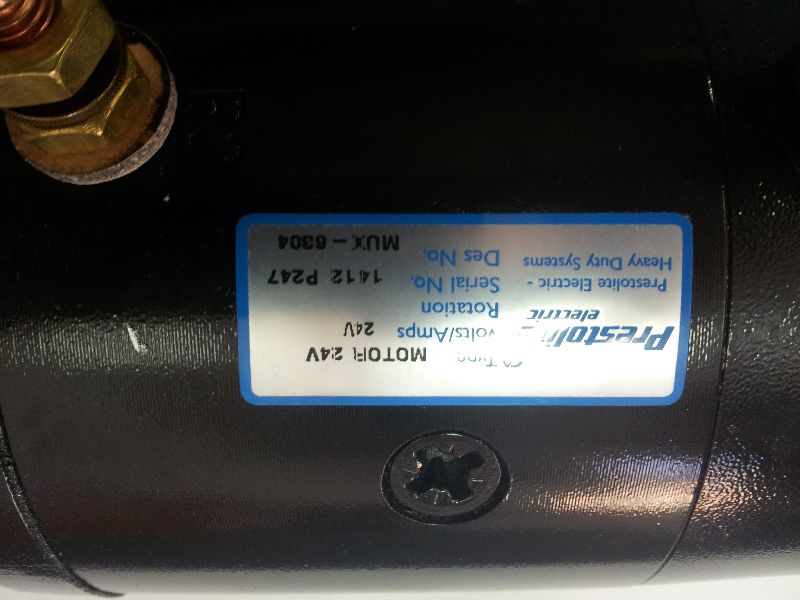 Prestolite
electric
Prestolite Electric -
Heavy Duty Systems
Type MOTOR 24V
Volts/Amps 24V
Rotation
Serial No. 1412 P247
Des No. MUX-6304